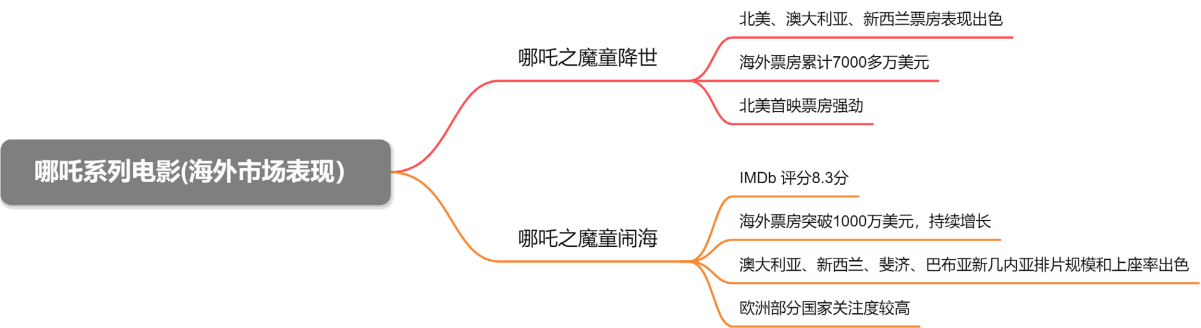 哪吒系列电影(海外市场表现）
哪吒之魔童降世
北美、澳大利亚、新西兰票房表现出色
海外票房累计7000多万美元
北美首映票房强劲
哪吒之魔童闹海
IMDb 评分8.3分
海外票房突破1000万美元，持续增长
澳大利亚、新西兰、斐济、巴布亚新几内亚排片规模和上座率出色
欧洲部分国家关注度较高